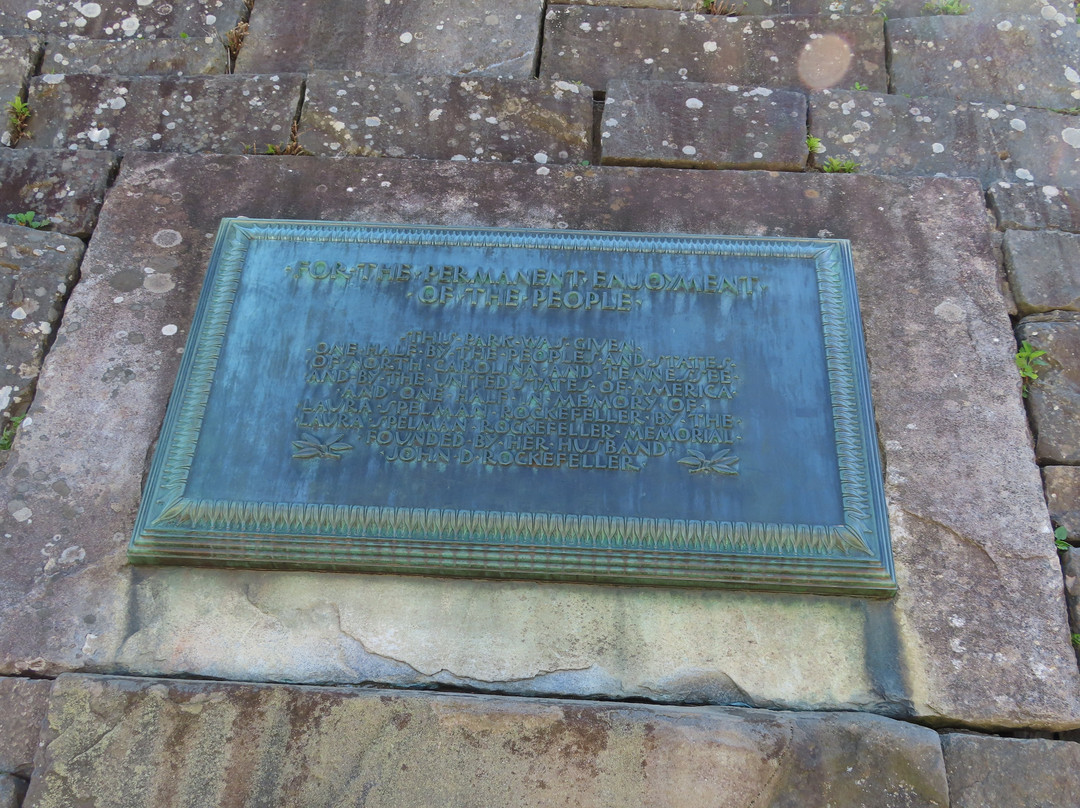 ·FOR·THE·PERMANENT·ENJOYMENT·
·OF·THE·PEOPLE·
·THIS·PARK·WAS·GIVEN·
·ONE·HALF·BY·THE·PEOPLES·AND·STATES·
OF·NORTH·CAROLINA·AND·TENNESSEE·
·AND·BY·THE·UNITED·STATES·OF·AMERICA·
·AND·ONE·HALF·IN·MEMORY·OF·
LAURA·SPELMAN·ROCKEFELLER·BY·THE·
·LAURA·SPELMAN·ROCKEFELLER·MEMORIAL·
·FOUNDED·BY·HER·HUSBAND·
·JOHN·D·ROCKEFELLER·